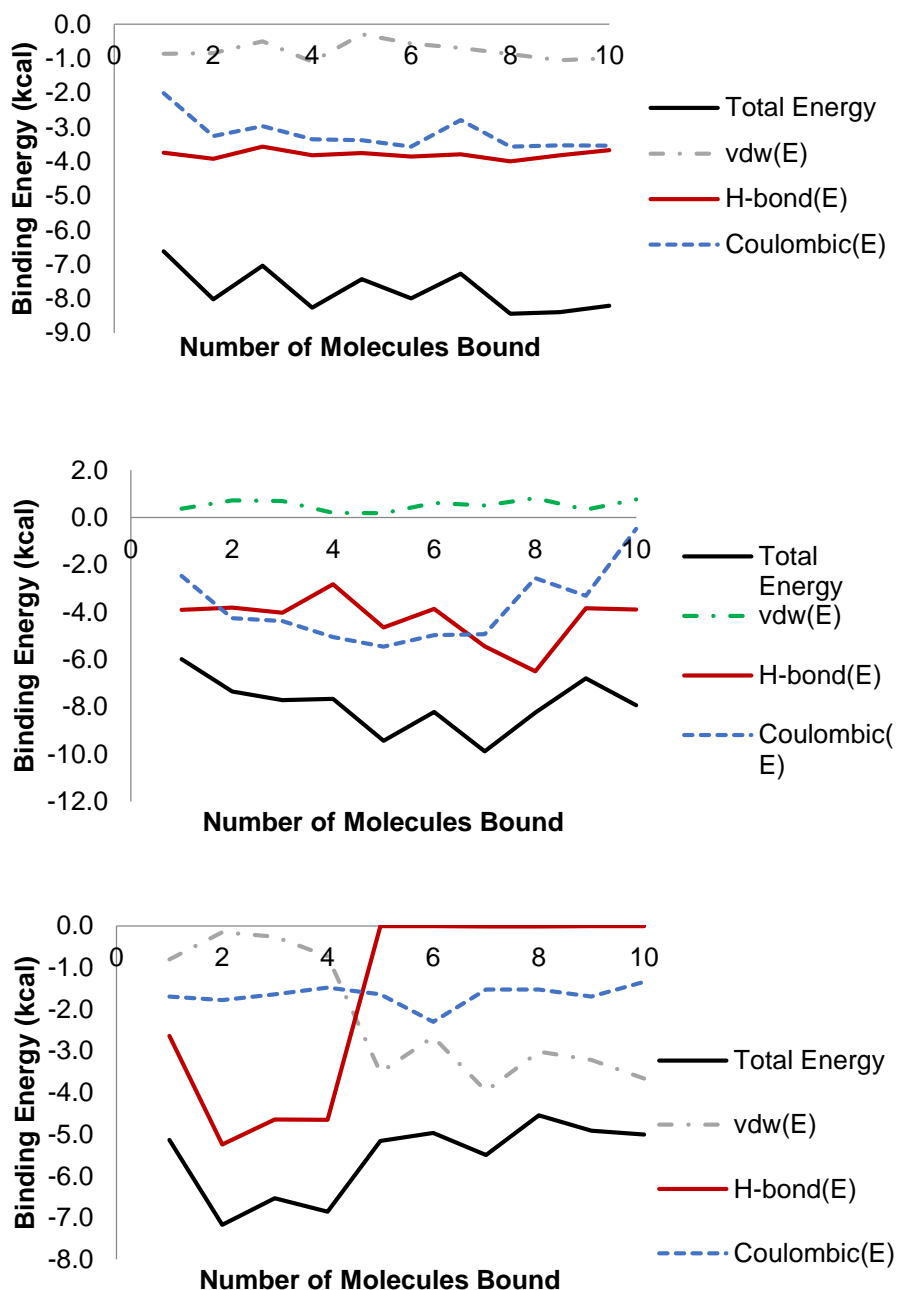 0.0
-1.0
-2.0
-3.0
-4.0
-5.0
-6.0
-7.0
-8.0
-9.0
0 2 4 6 8 10
Binding Energy (kcal)
Number of Molecules Bound
Total Energy
vdw(E)
H-bond(E)
Coulombic(E)
2.0
0.0
-2.0
-4.0
-6.0
-8.0
-10.0
-12.0
0 2 4 6 8 10
Binding Energy (kcal)
Number of Molecules Bound
Total
Energy
vdw(E)
H-bond(E)
Coulombic(
E)
0.0
-1.0
-2.0
-3.0
-4.0
-5.0
-6.0
-7.0
-8.0
0 2 4 6 8 10
Binding Energy (kcal)
Number of Molecules Bound
Total Energy
vdw(E)
H-bond(E)
Coulombic(E)